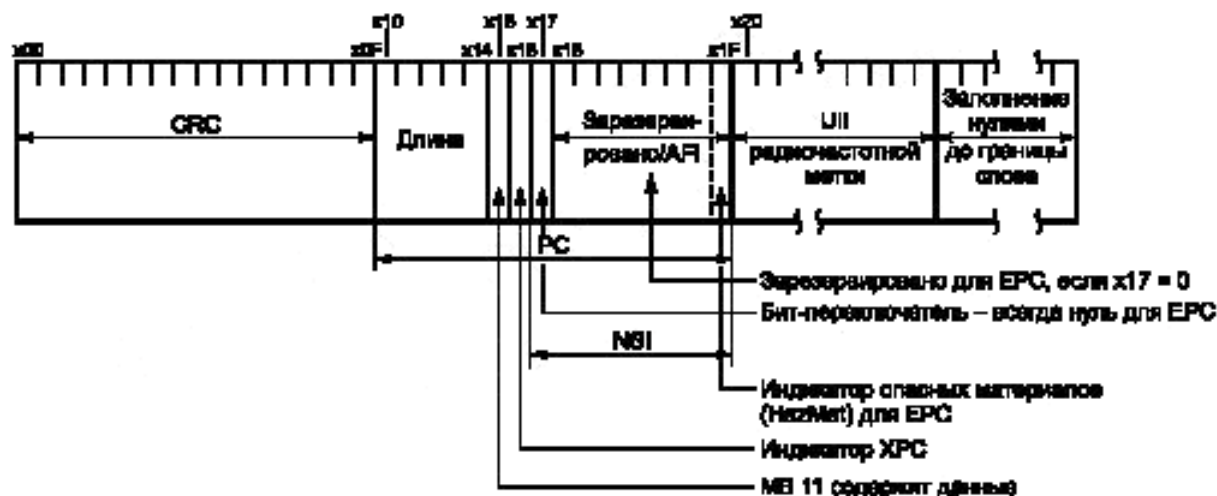 x10 x15 x17 x20
x00 x0F x14 x16 x18 x1F
CRC
Длина
Зарезерви-
ровано/AFI
UII
радиочастотной
метки
Заполнение
нулями
до границы
слова
PC
Зарезервировано для EPC, если x17 = 0
Бит-переключатель – всегда нуль для EPC
NSI
Индикатор опасных материалов
(HazMat) для EPC
Индикатор XPC
MB 11 содержит данные